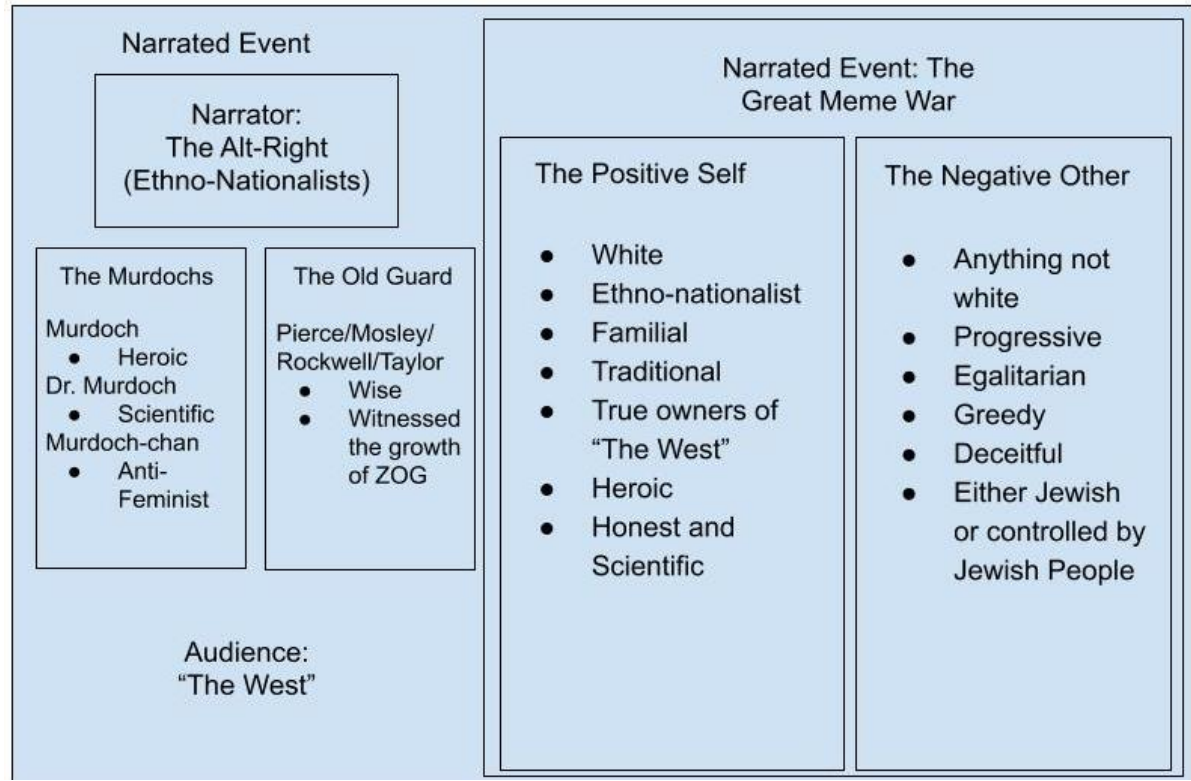 Narrated Event
Narrator:
The Alt-Right
(Ethno-Nationalists)
The Murdochs
Murdoch
● Heroic
Dr. Murdoch
● Scientific
Murdoch-chan
● Anti-
Feminist
The Old Guard
Pierce/Mosley/
Rockwell/Taylor
● Wise
● Witnessed
the growth
of ZOG
Audience:
“The West”
Narrated Event: The
Great Meme War
The Positive Self
● White
● Ethno-nationalist
● Familial
● Traditional
● True owners of
“The West”
● Heroic
● Honest and
Scientific
The Negative Other
● Anything not
white
● Progressive
● Egalitarian
● Greedy
● Deceitful
● Either Jewish
or controlled by
Jewish People